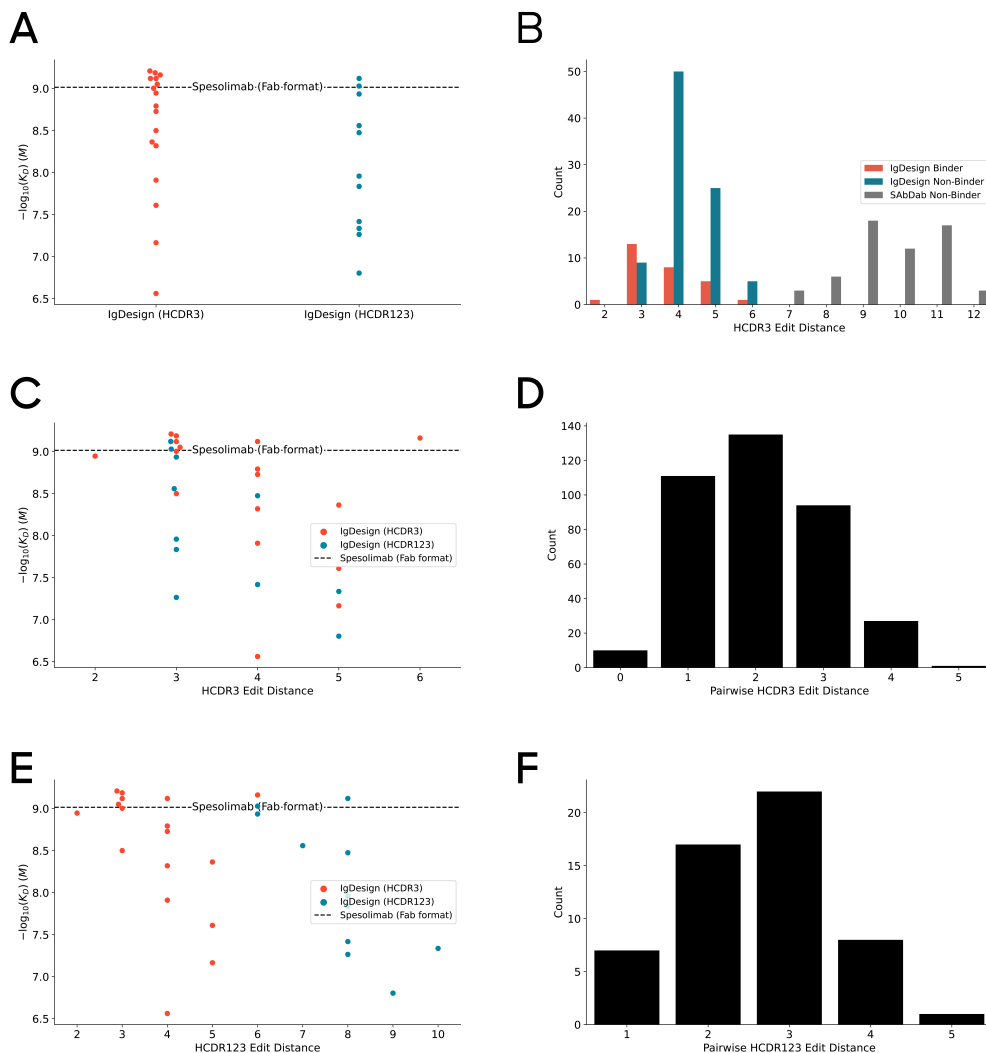 A
9.0
8.5
8.0
7.5
7.0
6.5
−log10(KD) (M)
Spesolimab (Fab format)
IgDesign (HCDR3)
IgDesign (HCDR123)
B
50
40
30
20
10
0
Count
IgDesign Binder
IgDesign Non-Binder
SAbDab Non-Binder
2 3 4 5 6 7 8 9 10 11 12
HCDR3 Edit Distance
C
9.0
8.5
8.0
7.5
7.0
6.5
−log10(KD) (M)
Spesolimab (Fab format)
IgDesign (HCDR3)
IgDesign (HCDR123)
Spesolimab (Fab format)
2 3 4 5 6
HCDR3 Edit Distance
D
140
120
100
80
60
40
20
0
Count
0 1 2 3 4 5
Pairwise HCDR3 Edit Distance
E
9.0
8.5
8.0
7.5
7.0
6.5
−log10(KD) (M)
Spesolimab (Fab format)
IgDesign (HCDR3)
IgDesign (HCDR123)
Spesolimab (Fab format)
2 3 4 5 6 7 8 9 10
HCDR123 Edit Distance
F
20
15
10
5
0
Count
1 2 3 4 5
Pairwise HCDR123 Edit Distance